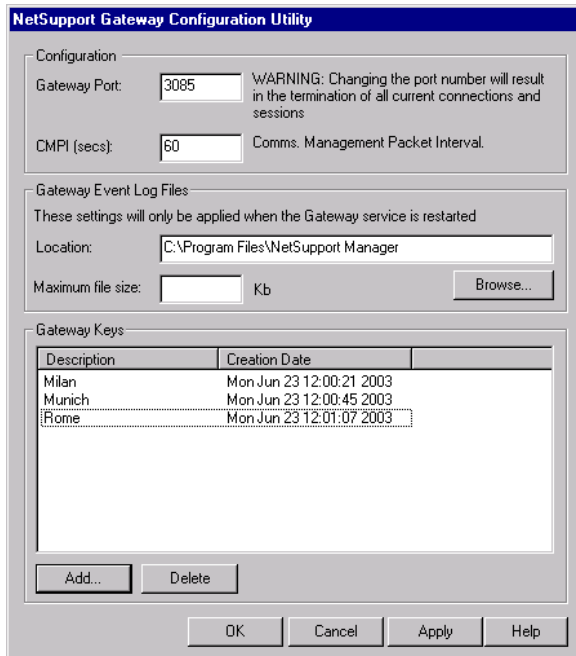 NetSupport Gateway Configuration Utility
Configuration
Gateway Port: 3085 WARNING: Changing the port number will result
in the termination of all current connections and
sessions
CMPI (secs): 60 Comms. Management Packet Interval.
Gateway Event Log Files
These settings will only be applied when the Gateway service is restarted
Location: C:\Program Files\NetSupport Manager
Maximum file size: Kb Browse...
Gateway Keys
Description Creation Date
Milan Mon Jun 23 12:00:21 2003
Munich Mon Jun 23 12:00:45 2003
Rome Mon Jun 23 12:01:07 2003
Add... Delete
OK Cancel Apply Help